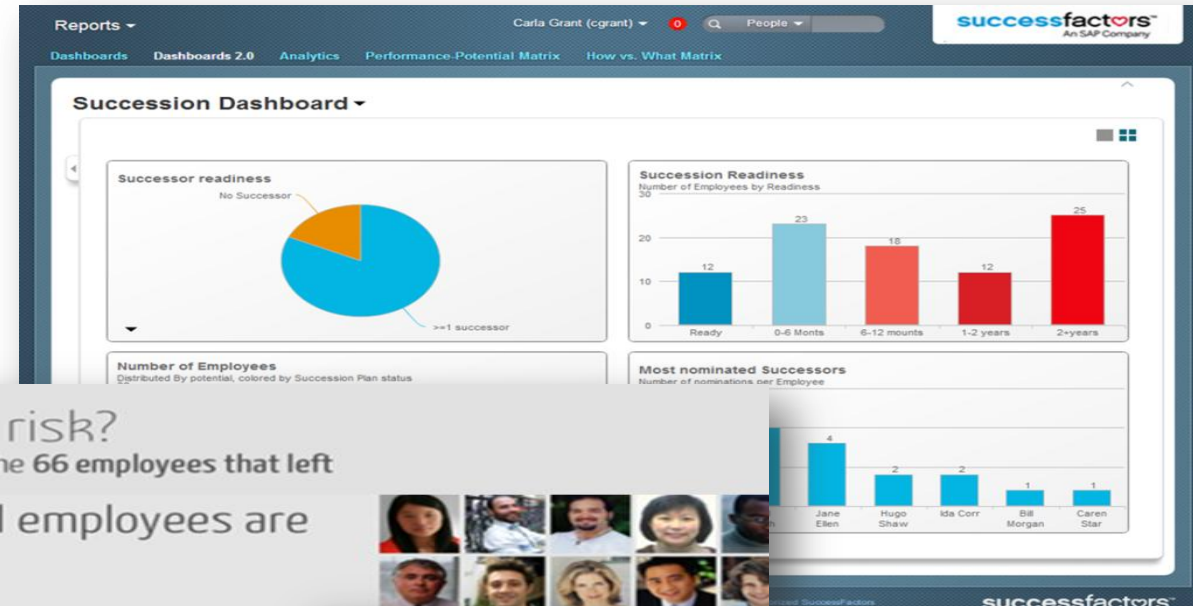 Reports
Carla Grant (cgrant)
0
People
successfactors™
An SAP Company
Dashboards Dashboards 2.0 Analytics Performance-Potential Matrix How vs. What Matrix
Succession Dashboard
Successor readiness
No Successor
>=1 successor
Succession Readiness
Number of Employees by Readiness
30
20
10
0
12
23
18
12
25
Ready 0-6 Monts 6-12 mounts 1-2 years 2+years
Number of Employees
Distributed By potential, colored by Succession Plan status
Most nominated Successors
Number of nominations per Employee
4
2
2
1
1
Jane Ellen
Hugo Shaw
Ida Corr
Bill Morgan
Caren Star
risk?
66 employees that left
employees are
SuccessFactors
successfactors™